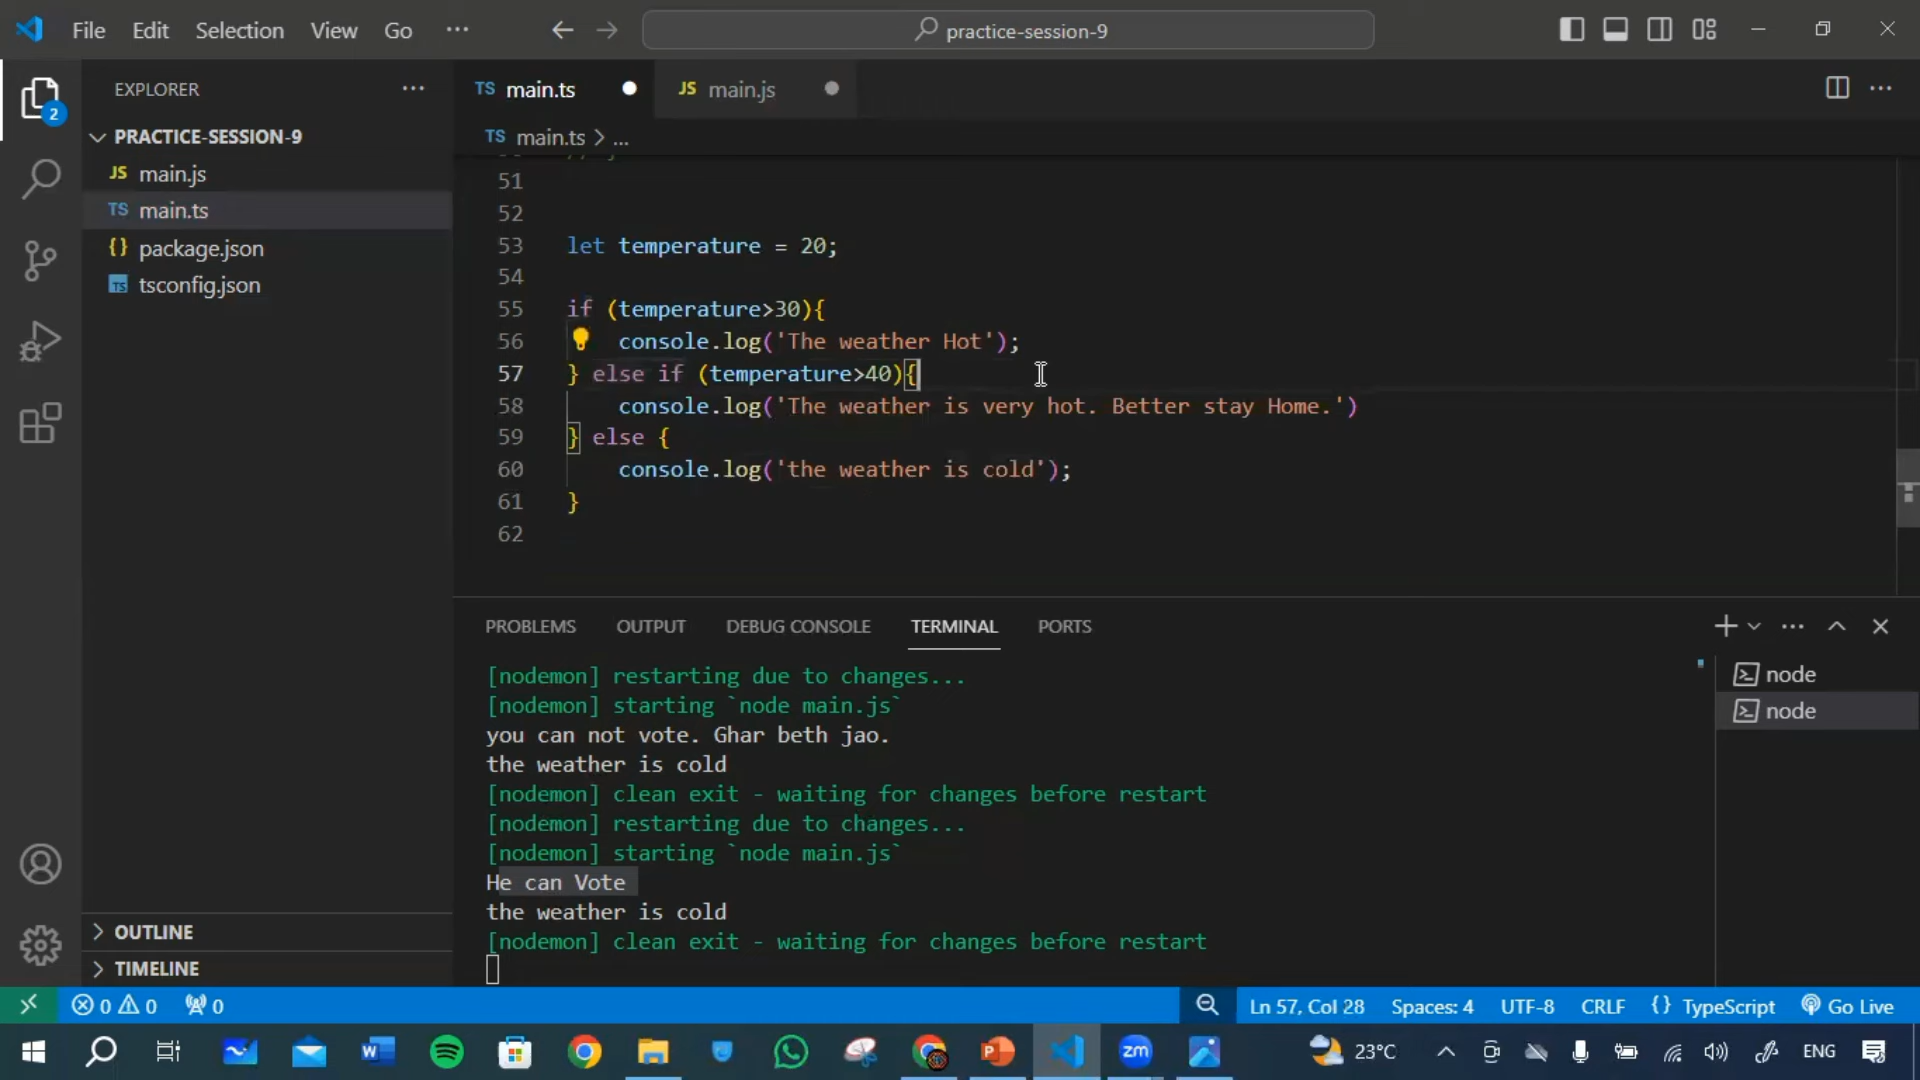 File Edit Selection View Go ···
practice-session-9
EXPLORER ···
TS main.ts
JS main.js
2
PRACTICE-SESSION-9
JS main.js
TS main.ts
{} package.json
TS tsconfig.json
OUTLINE
TIMELINE
TS main.ts > ...
51
52
53 let temperature = 20;
54
55 if (temperature>30){
56 console.log('The weather Hot');
57 } else if (temperature>40){
58 console.log('The weather is very hot. Better stay Home.')
59 } else {
60 console.log('the weather is cold');
61 }
62
PROBLEMS OUTPUT DEBUG CONSOLE TERMINAL PORTS
[nodemon] restarting due to changes...
[nodemon] starting `node main.js`
you can not vote. Ghar beth jao.
the weather is cold
[nodemon] clean exit - waiting for changes before restart
[nodemon] restarting due to changes...
[nodemon] starting `node main.js`
He can Vote
the weather is cold
[nodemon] clean exit - waiting for changes before restart
node
node
0 0 0
Ln 57, Col 28 Spaces: 4 UTF-8 CRLF {} TypeScript Go Live
W P zm 23°C ENG